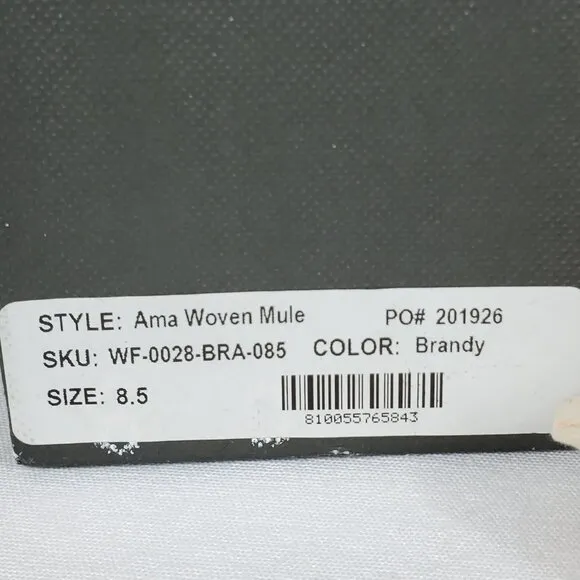 STYLE: Ama Woven Mule PO# 201926
SKU: WF-0028-BRA-085 COLOR: Brandy
SIZE: 8.5
810055765843